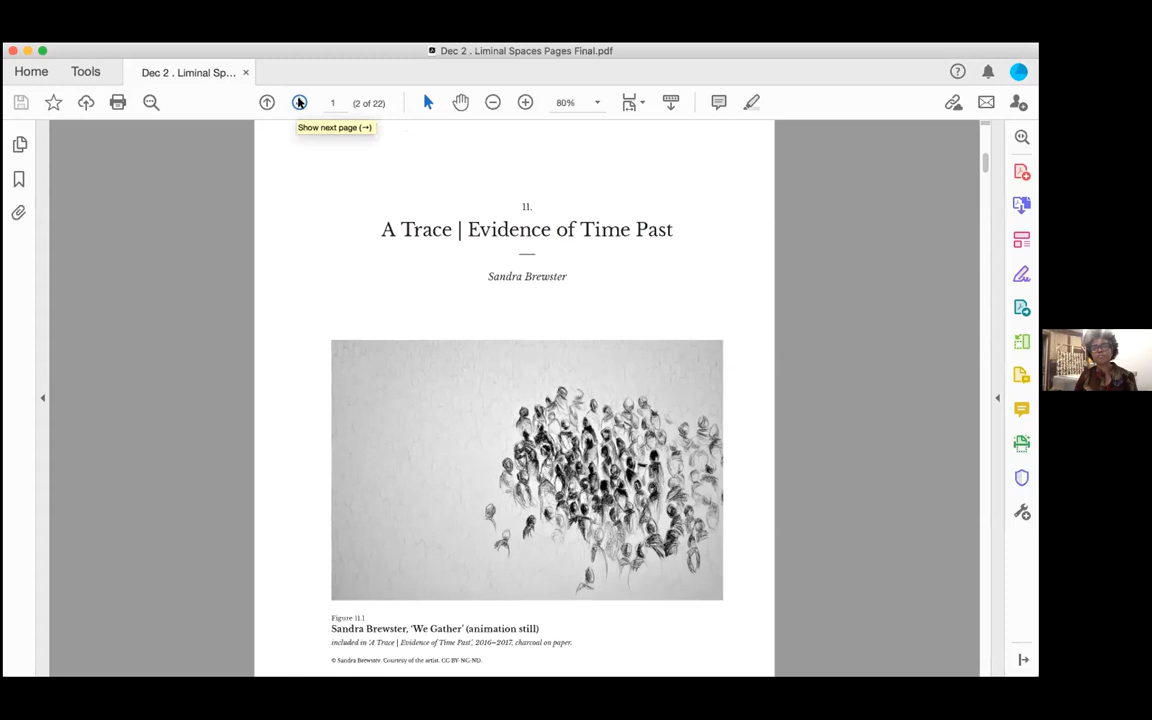 Dec 2 . Liminal Spaces Pages Final.pdf
Home Tools Dec 2 . Liminal Sp... ×
1 (2 of 22) 80%
Show next page (→)
11.
A Trace | Evidence of Time Past
Sandra Brewster
Figure 11.1
Sandra Brewster, ‘We Gather’ (animation still)
included in ‘A Trace | Evidence of Time Past’, 2016–2017, charcoal on paper.
© Sandra Brewster. Courtesy of the artist. CC BY-NC-ND.